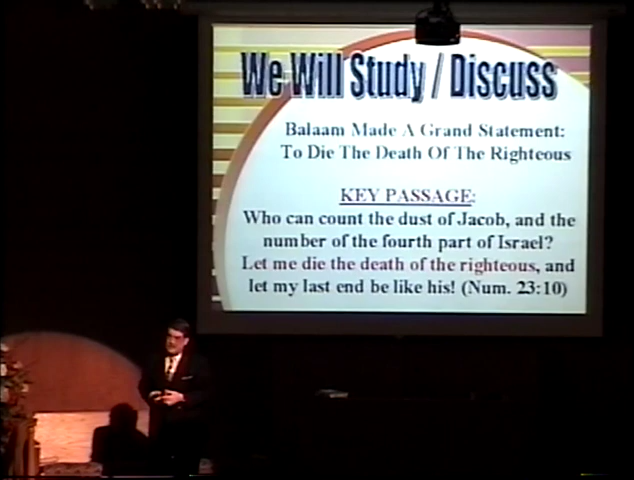 We Will Study / Discuss
Balaam Made A Grand Statement:
To Die The Death Of The Righteous
KEY PASSAGE:
Who can count the dust of Jacob, and the
number of the fourth part of Israel?
Let me die the death of the righteous, and
let my last end be like his! (Num. 23:10)